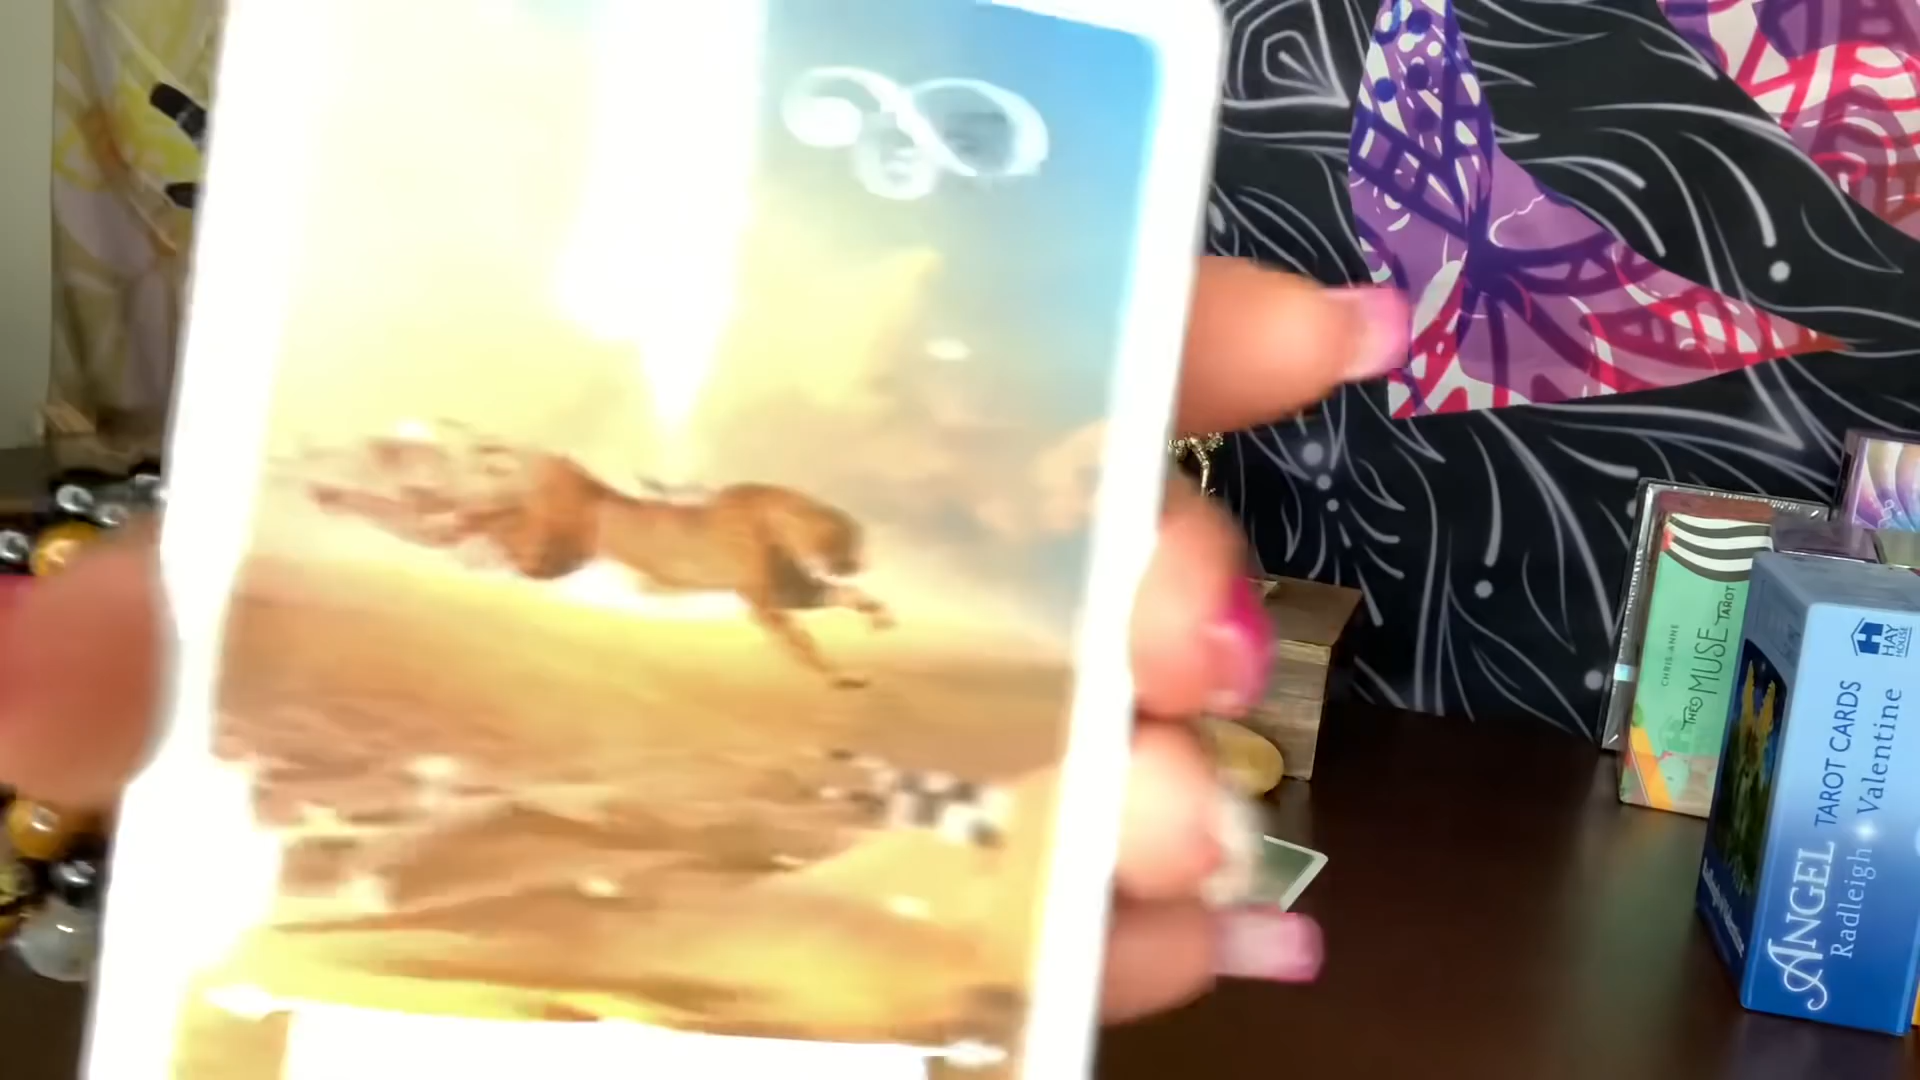 CHRIS-ANNE
THE MUSE TAROT
HAY
HOUSE
ANGEL TAROT CARDS
Radleigh Valentine